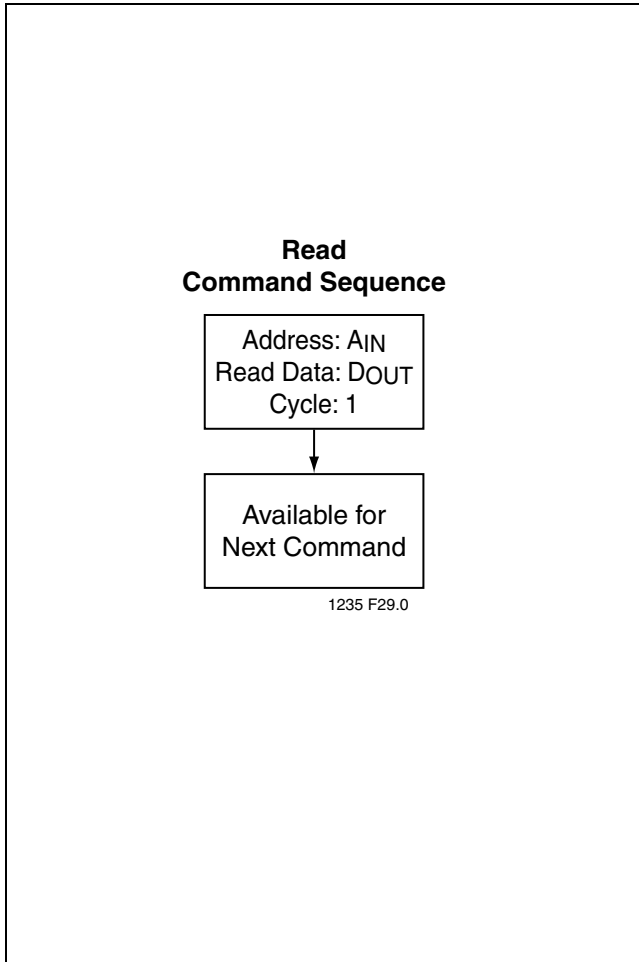 Read
Command Sequence
Address: AIN
Read Data: DOUT
Cycle: 1
Available for
Next Command
1235 F29.0